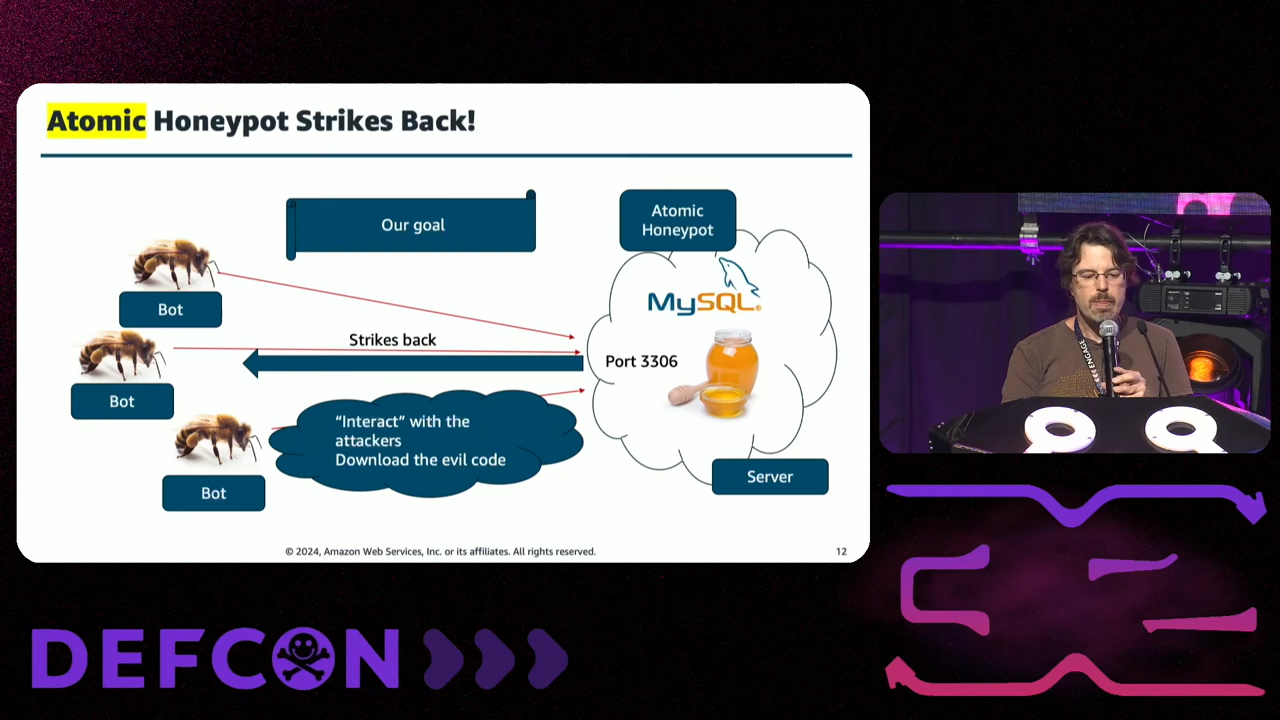 Atomic Honeypot Strikes Back!
Our goal
Atomic
Honeypot
MySQL®
Bot
Strikes back
Port 3306
Bot
"Interact" with the
attackers
Download the evil code
Bot
Server
© 2024, Amazon Web Services, Inc. or its affiliates. All rights reserved.
12
ENGAGE
DEFCON